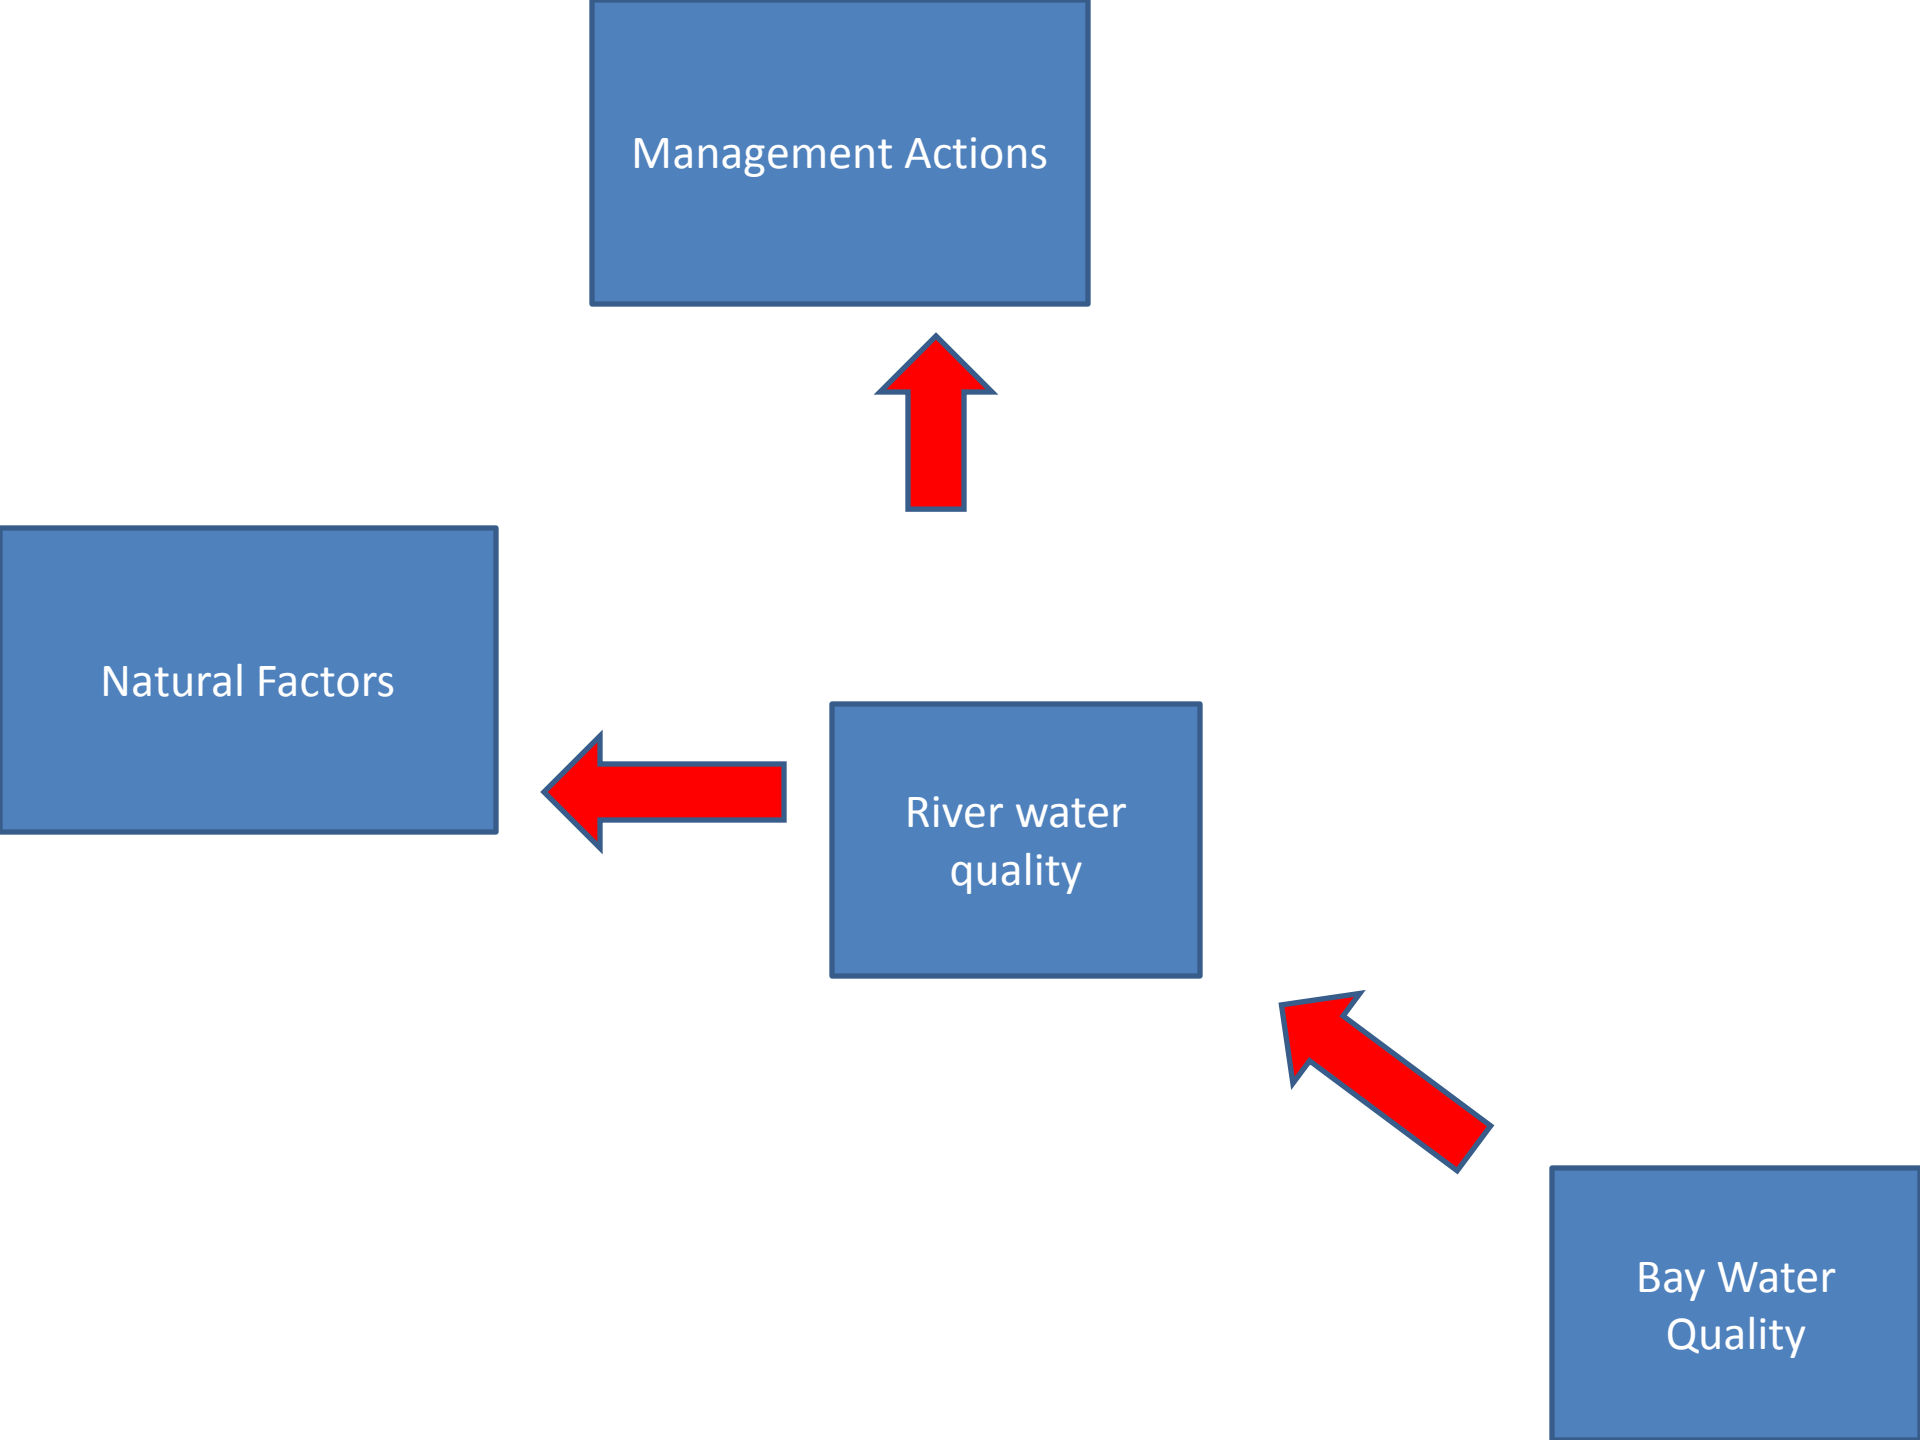 Management Actions
Natural Factors
River water
quality
Bay Water
Quality